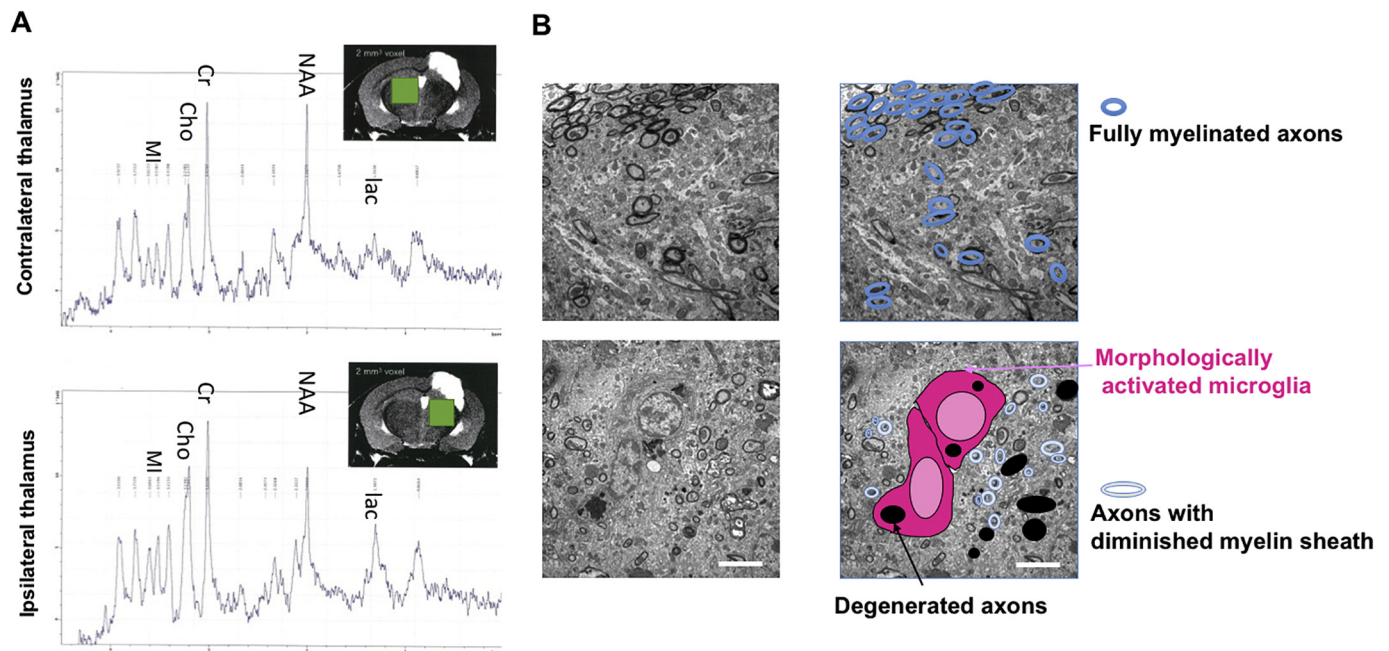 A
B
Contralateral thalamus
MI
Cho
Cr
NAA
lac
2 mm³ voxel
Fully myelinated axons
Ipsilateral thalamus
MI
Cho
Cr
NAA
lac
2 mm³ voxel
Morphologically
activated microglia
Axons with
diminished myelin sheath
Degenerated axons